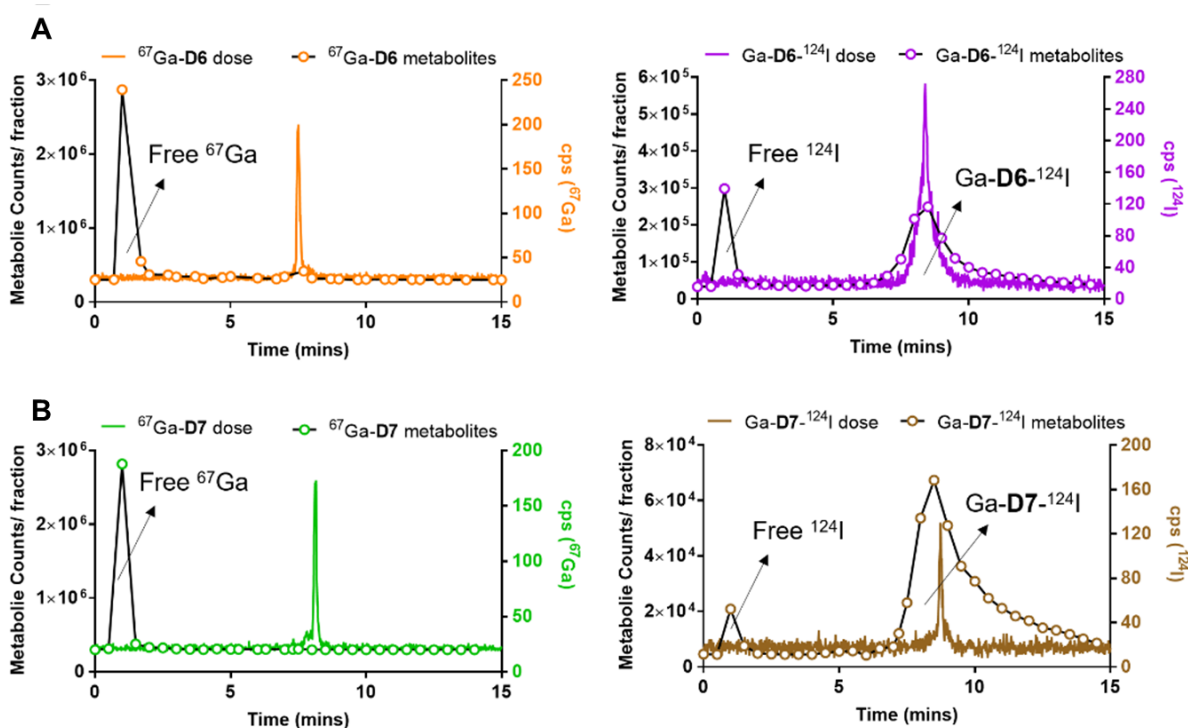 A
⁶⁷Ga-D6 dose ⁶⁷Ga-D6 metabolites
3×10⁶
2×10⁶
1×10⁶
0
Metabolie Counts/ fraction
Free ⁶⁷Ga
250
200
150
100
50
0
cps (⁶⁷Ga)
0 5 10 15
Time (mins)
Ga-D6-¹²⁴I dose Ga-D6-¹²⁴I metabolites
6×10⁵
5×10⁵
4×10⁵
3×10⁵
2×10⁵
1×10⁵
0
Metabolie Counts/ fraction
Free ¹²⁴I
Ga-D6-¹²⁴I
280
240
200
160
120
80
40
0
cps (¹²⁴I)
0 5 10 15
Time (mins)
B
⁶⁷Ga-D7 dose ⁶⁷Ga-D7 metabolites
3×10⁶
2×10⁶
1×10⁶
0
Metabolie Counts/ fraction
Free ⁶⁷Ga
200
150
100
50
0
cps (⁶⁷Ga)
0 5 10 15
Time (mins)
Ga-D7-¹²⁴I dose Ga-D7-¹²⁴I metabolites
8×10⁴
6×10⁴
4×10⁴
2×10⁴
0
Metabolie Counts/ fraction
Free ¹²⁴I
Ga-D7-¹²⁴I
200
160
120
80
40
0
cps (¹²⁴I)
0 5 10 15
Time (mins)